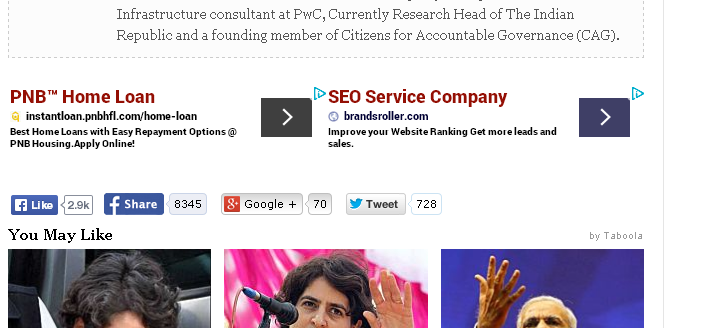 Infrastructure consultant at PwC, Currently Research Head of The Indian
Republic and a founding member of Citizens for Accountable Governance (CAG).
PNB™ Home Loan
instantloan.pnbhfl.com/home-loan
Best Home Loans with Easy Repayment Options @
PNB Housing.Apply Online!
SEO Service Company
brandsroller.com
Improve your Website Ranking Get more leads and
sales.
Like 2.9k Share 8345 Google + 70 Tweet 728
You May Like by Taboola